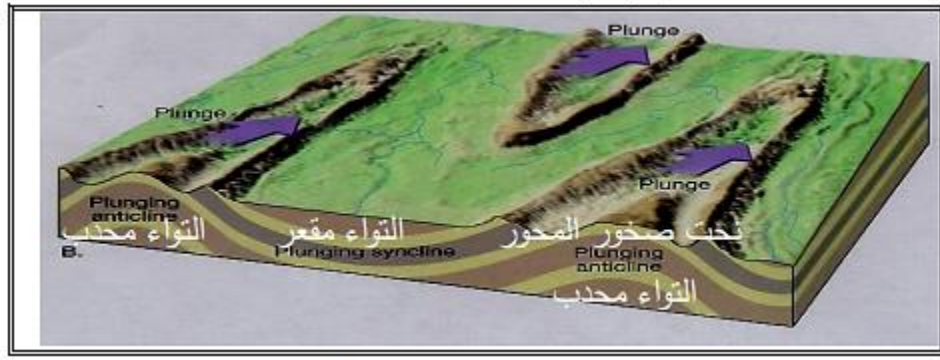 Plunge
Plunge
Plunge
Plunging
anticline
التواء محدب
التواء مقعر
نحت صخور المحور
B.
Plunging syncline
Plunging
anticline
التواء محدب